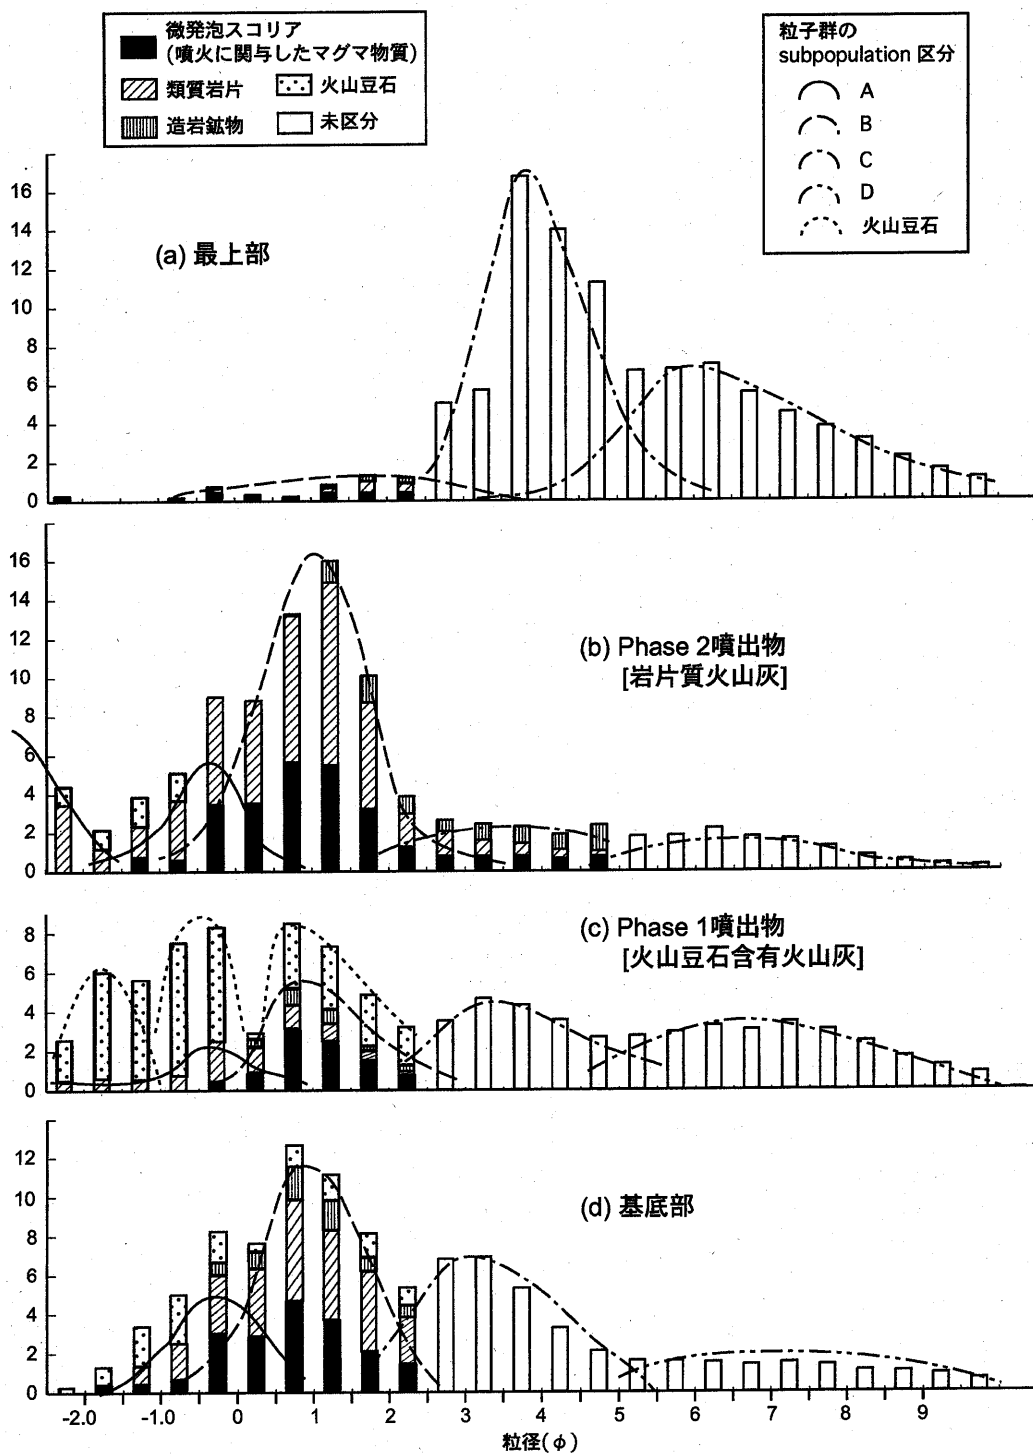 微発泡スコリア
(噴火に関与したマグマ物質)
類質岩片
火山豆石
造岩鉱物
未区分
粒子群の
subpopulation 区分
A
B
C
D
火山豆石
(a) 最上部
16
14
12
10
8
6
4
2
0
(b) Phase 2噴出物
[岩片質火山灰]
16
14
12
10
8
6
4
2
0
(c) Phase 1噴出物
[火山豆石含有火山灰]
8
6
4
2
0
(d) 基底部
12
10
8
6
4
2
0
-2.0 -1.0 0 1 2 3 4 5 6 7 8 9
粒径(φ)